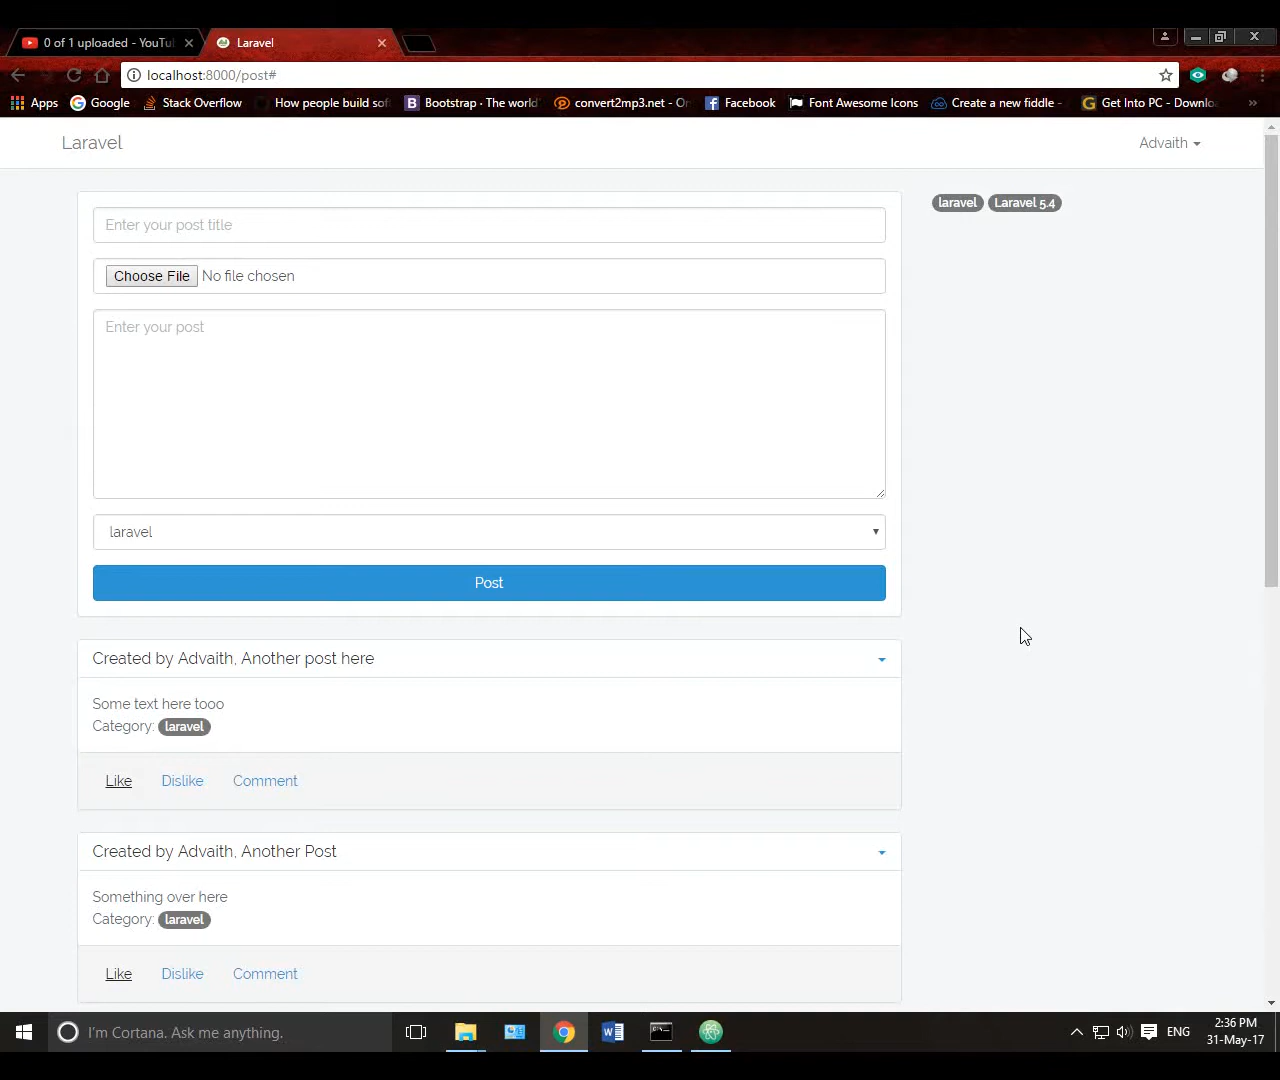 0 of 1 uploaded - YouTu
Laravel
localhost:8000/post#
Apps
Google
Stack Overflow
How people build sof
Bootstrap · The world'
convert2mp3.net - On
Facebook
Font Awesome Icons
Create a new fiddle -
Get Into PC - Downlo
Laravel
Advaith
Enter your post title
laravel
Laravel 5.4
Choose File No file chosen
Enter your post
laravel
Post
Created by Advaith, Another post here
Some text here tooo
Category: laravel
Like Dislike Comment
Created by Advaith, Another Post
Something over here
Category: laravel
Like Dislike Comment
I'm Cortana. Ask me anything.
ENG
2:36 PM
31-May-17